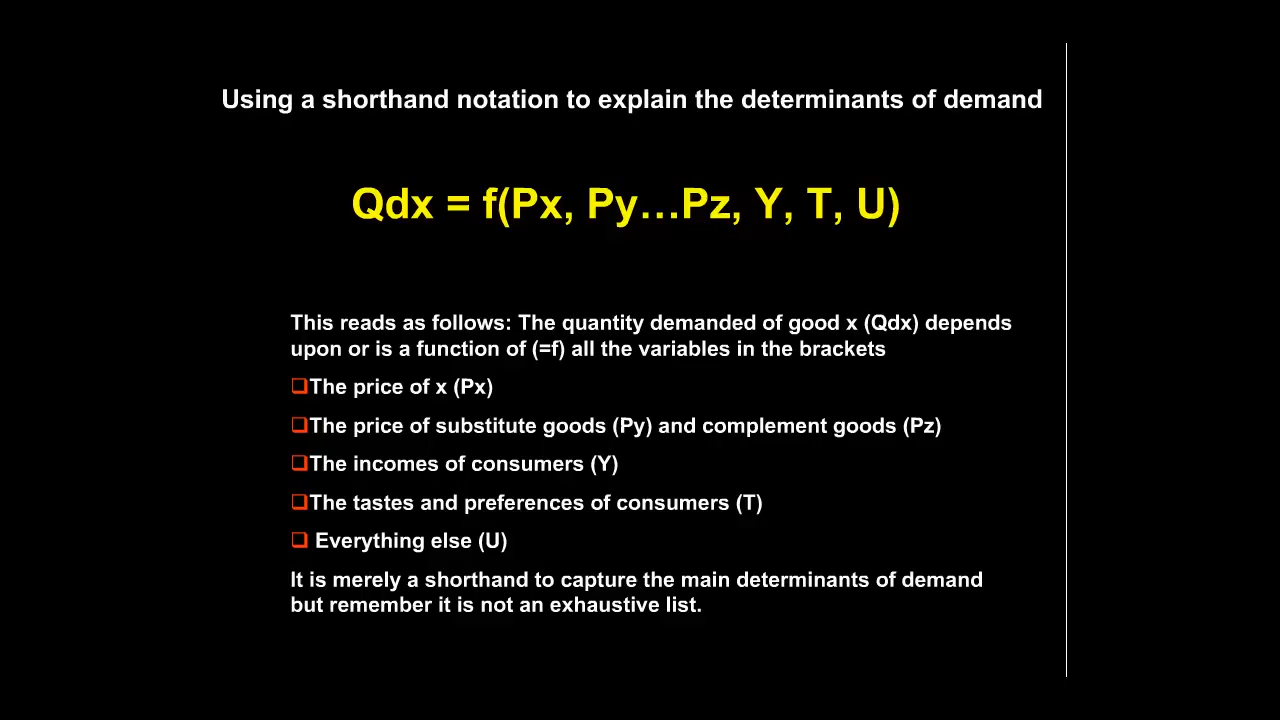 Using a shorthand notation to explain the determinants of demand
Qdx = f(Px, Py…Pz, Y, T, U)
This reads as follows: The quantity demanded of good x (Qdx) depends
upon or is a function of (=f) all the variables in the brackets
❑The price of x (Px)
❑The price of substitute goods (Py) and complement goods (Pz)
❑The incomes of consumers (Y)
❑The tastes and preferences of consumers (T)
❑ Everything else (U)
It is merely a shorthand to capture the main determinants of demand
but remember it is not an exhaustive list.